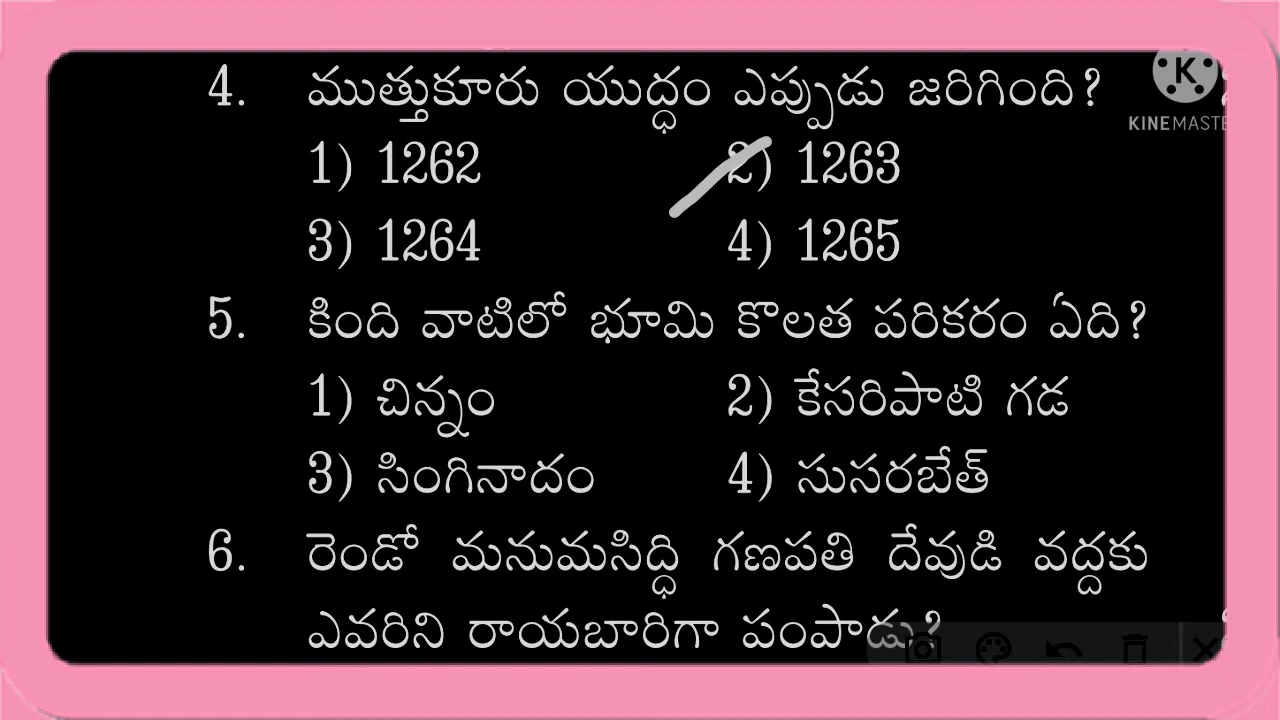 4. ముత్తుకూరు యుద్ధం ఎప్పుడు జరిగింది?
1) 1262 2) 1263
3) 1264 4) 1265
5. కింది వాటిలో భూమి కొలత పరికరం ఏది?
1) చిన్నం 2) కేసరిపాటి గడ
3) సింగినాదం 4) సుసరబేత్
6. రెండో మనుమసిద్ధి గణపతి దేవుడి వద్దకు
ఎవరిని రాయబారిగా పంపాడు?
K
KINEMASTE